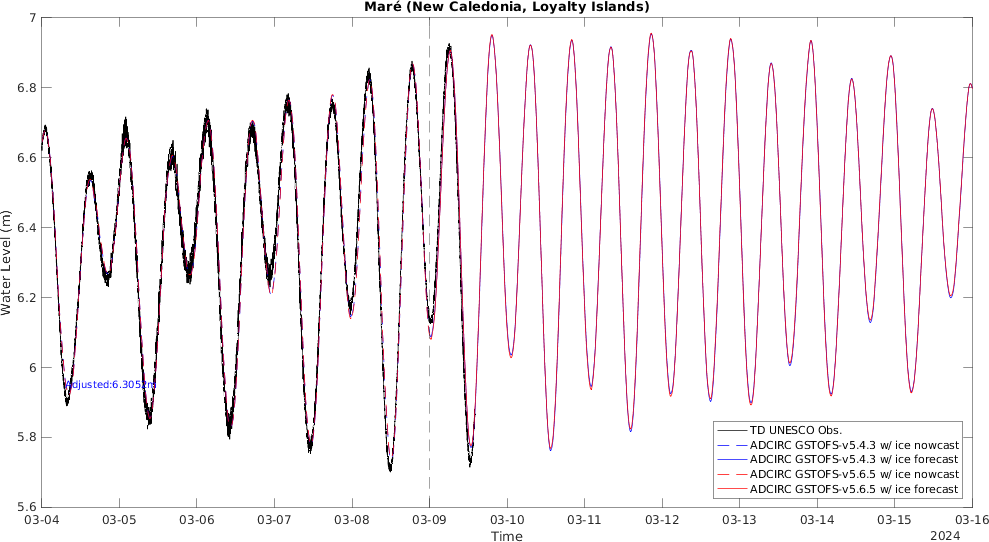 Maré (New Caledonia, Loyalty Islands)
7
6.8
6.6
6.4
6.2
6
5.8
5.6
Water Level (m)
Adjusted:6.3052m
TD UNESCO Obs.
ADCIRC GSTOFS-v5.4.3 w/ ice nowcast
ADCIRC GSTOFS-v5.4.3 w/ ice forecast
ADCIRC GSTOFS-v5.6.5 w/ ice nowcast
ADCIRC GSTOFS-v5.6.5 w/ ice forecast
03-04 03-05 03-06 03-07 03-08 03-09 03-10 03-11 03-12 03-13 03-14 03-15 03-16
Time
2024